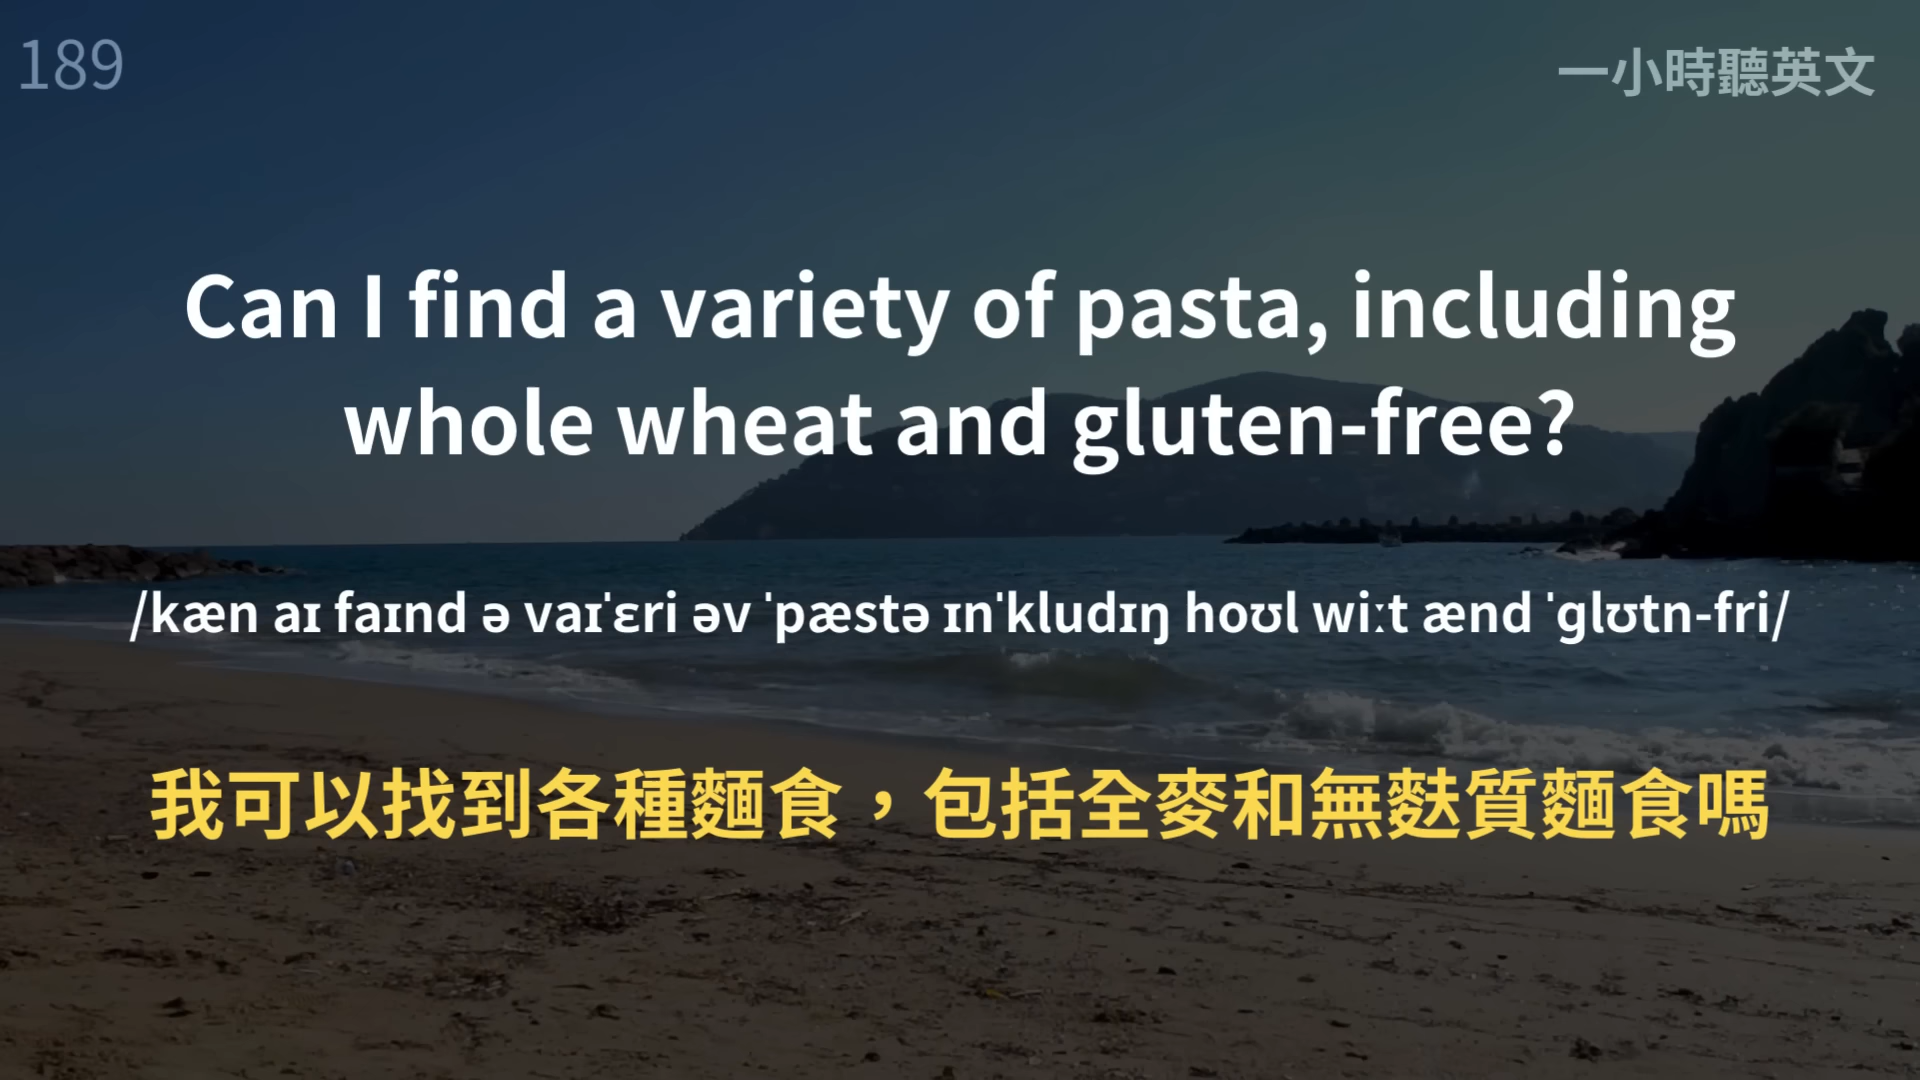 189
一小時聽英文
Can I find a variety of pasta, including
whole wheat and gluten-free?
/kæn aɪ faɪnd ə vaɪˈɛri əv ˈpæstə ɪnˈkludɪŋ hoʊl wiːt ænd ˈɡlʊtn-fri/
我可以找到各種麵食，包括全麥和無麩質麵食嗎